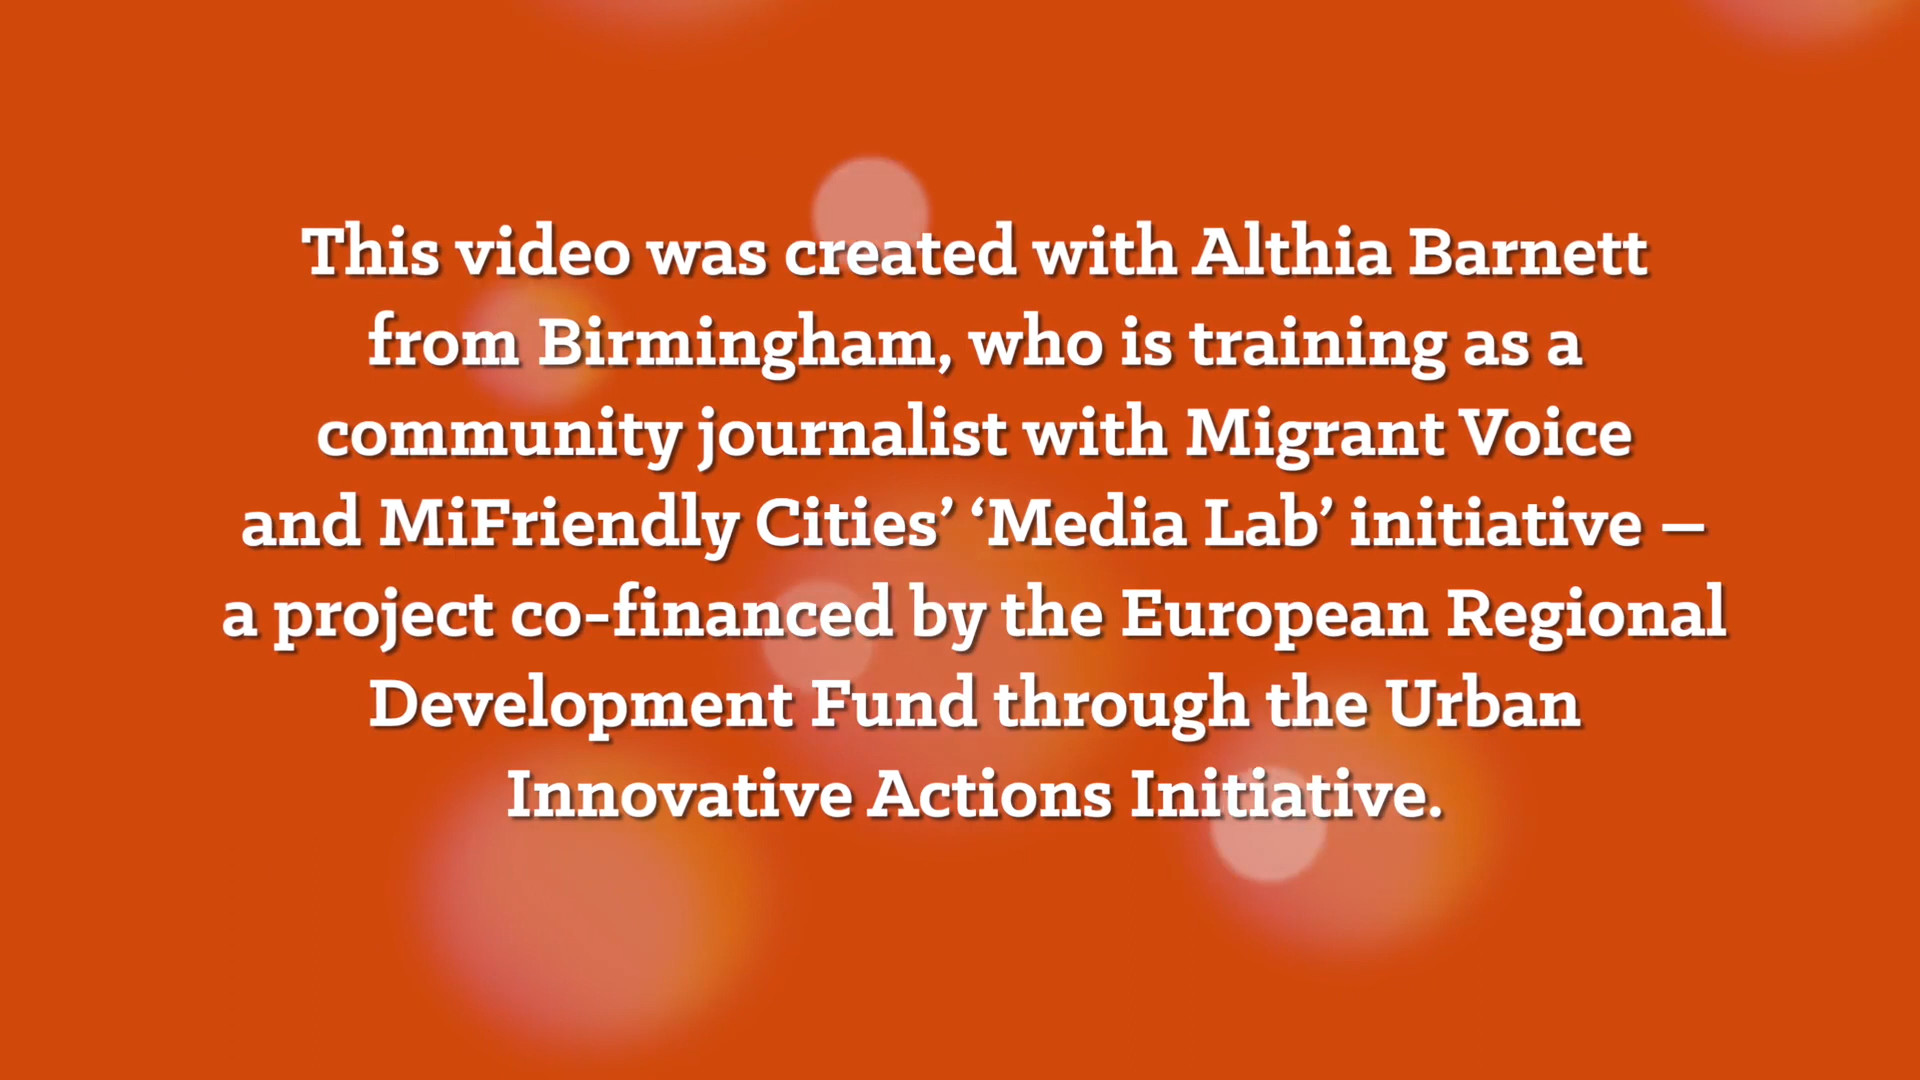 This video was created with Althia Barnett
from Birmingham, who is training as a
community journalist with Migrant Voice
and MiFriendly Cities’ ‘Media Lab’ initiative –
a project co-financed by the European Regional
Development Fund through the Urban
Innovative Actions Initiative.